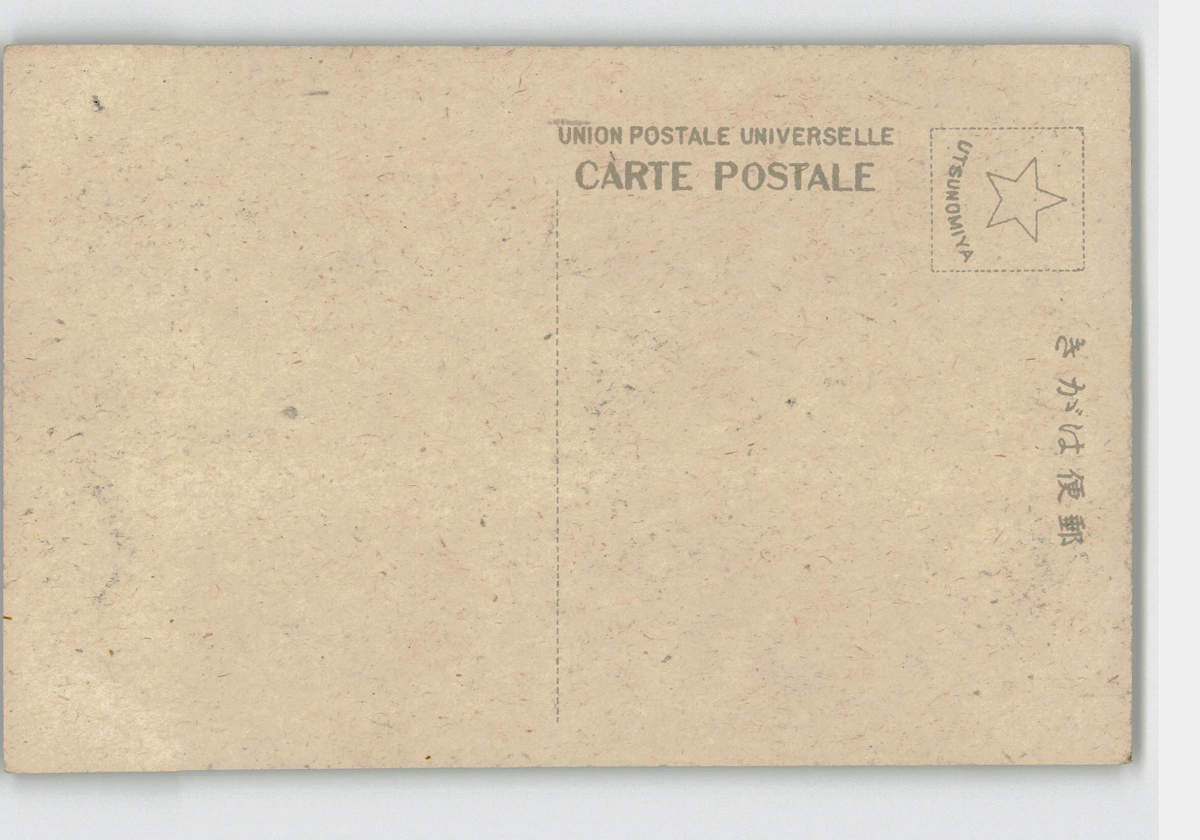 UNION POSTALE UNIVERSELLE
CARTE POSTALE
UTSUNOMIYA
きがは便郵